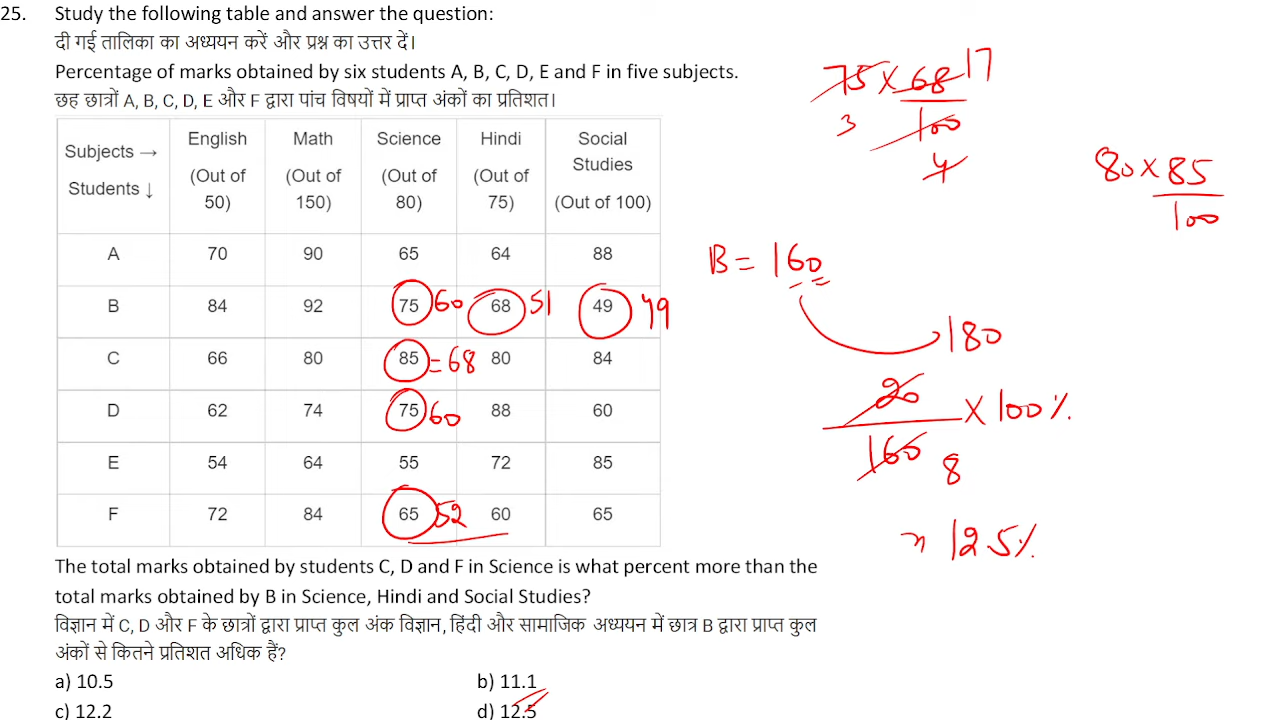 25. Study the following table and answer the question:
दी गई तालिका का अध्ययन करें और प्रश्न का उत्तर दें।
Percentage of marks obtained by six students A, B, C, D, E and F in five subjects.
छह छात्रों A, B, C, D, E और F द्वारा पांच विषयों में प्राप्त अंकों का प्रतिशत।
Subjects → Students ↓ English (Out of 50) Math (Out of 150) Science (Out of 80) Hindi (Out of 75) Social Studies (Out of 100)
A 70 90 65 64 88
B 84 92 75 60 68 51 49 49
C 66 80 85 = 68 80 84
D 62 74 75 60 88 60
E 54 64 55 72 85
F 72 84 65 52 60 65
The total marks obtained by students C, D and F in Science is what percent more than the
total marks obtained by B in Science, Hindi and Social Studies?
विज्ञान में C, D और F के छात्रों द्वारा प्राप्त कुल अंक विज्ञान, हिंदी और सामाजिक अध्ययन में छात्र B द्वारा प्राप्त कुल
अंकों से कितने प्रतिशत अधिक हैं?
a) 10.5 b) 11.1
c) 12.2 d) 12.5
75 × 68 17
3 100
4
80 × 85
100
B = 160
180
20 × 100%
160 8
12.5%